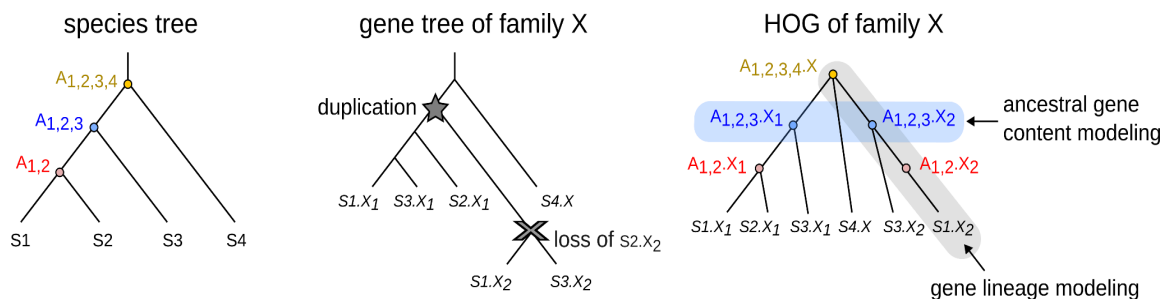 species tree
A1,2,3,4
A1,2,3
A1,2
S1
S2
S3
S4
gene tree of family X
duplication
S1.X1
S3.X1
S2.X1
S4.X
loss of S2.X2
S1.X2
S3.X2
HOG of family X
A1,2,3,4.X
A1,2,3.X1
A1,2,3.X2
A1,2.X1
A1,2.X2
S1.X1
S2.X1
S3.X1
S4.X
S3.X2
S1.X2
ancestral gene
content modeling
gene lineage modeling